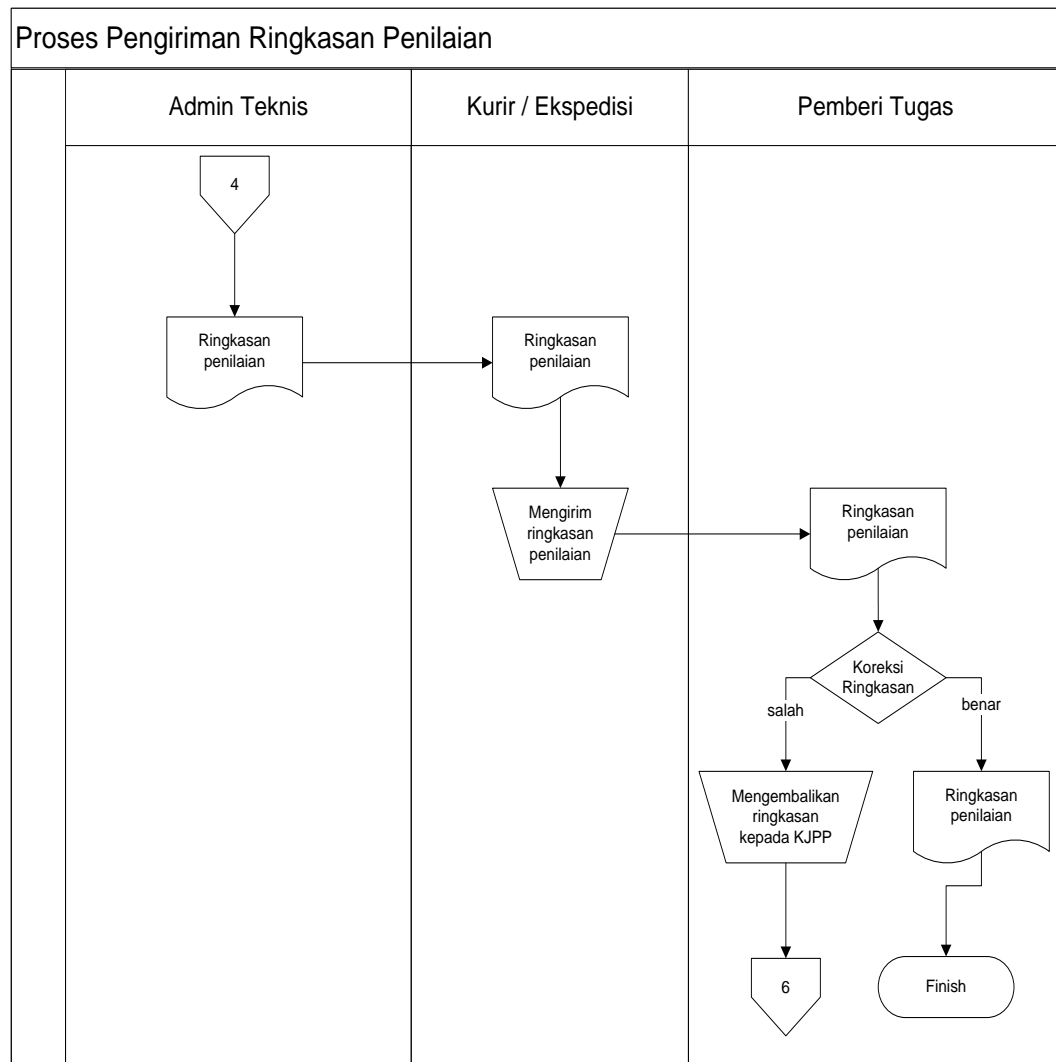 Proses Pengiriman Ringkasan Penilaian
Admin Teknis
Kurir / Ekspedisi
Pemberi Tugas
4
Ringkasan
penilaian
Ringkasan
penilaian
Mengirim
ringkasan
penilaian
Ringkasan
penilaian
Koreksi
Ringkasan
salah
benar
Mengembalikan
ringkasan
kepada KJPP
Ringkasan
penilaian
6
Finish